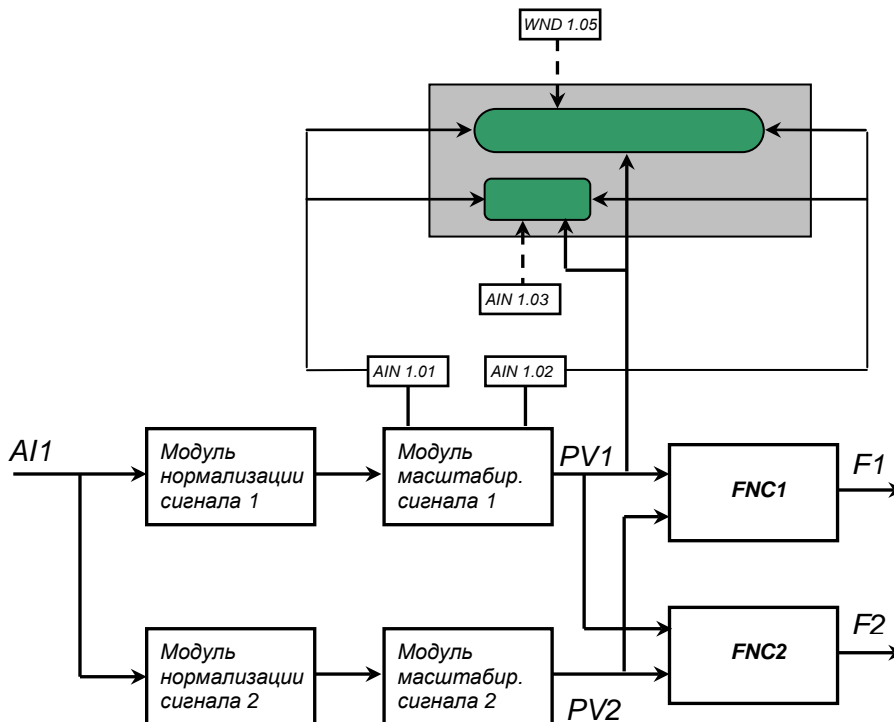 WND 1.05
AIN 1.03
AIN 1.01
AIN 1.02
AI1
Модуль
нормализации
сигнала 1
Модуль
масштабир.
сигнала 1
PV1
FNC1
F1
Модуль
нормализации
сигнала 2
Модуль
масштабир.
сигнала 2
PV2
FNC2
F2